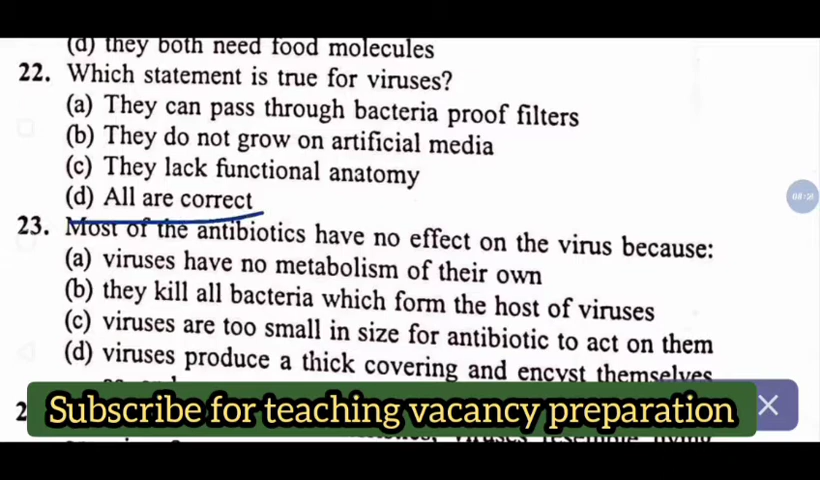 (d) they both need food molecules
22. Which statement is true for viruses?
(a) They can pass through bacteria proof filters
(b) They do not grow on artificial media
(c) They lack functional anatomy
(d) All are correct
23. Most of the antibiotics have no effect on the virus because:
(a) viruses have no metabolism of their own
(b) they kill all bacteria which form the host of viruses
(c) viruses are too small in size for antibiotic to act on them
(d) viruses produce a thick covering and encyst themselves
Subscribe for teaching vacancy preparation